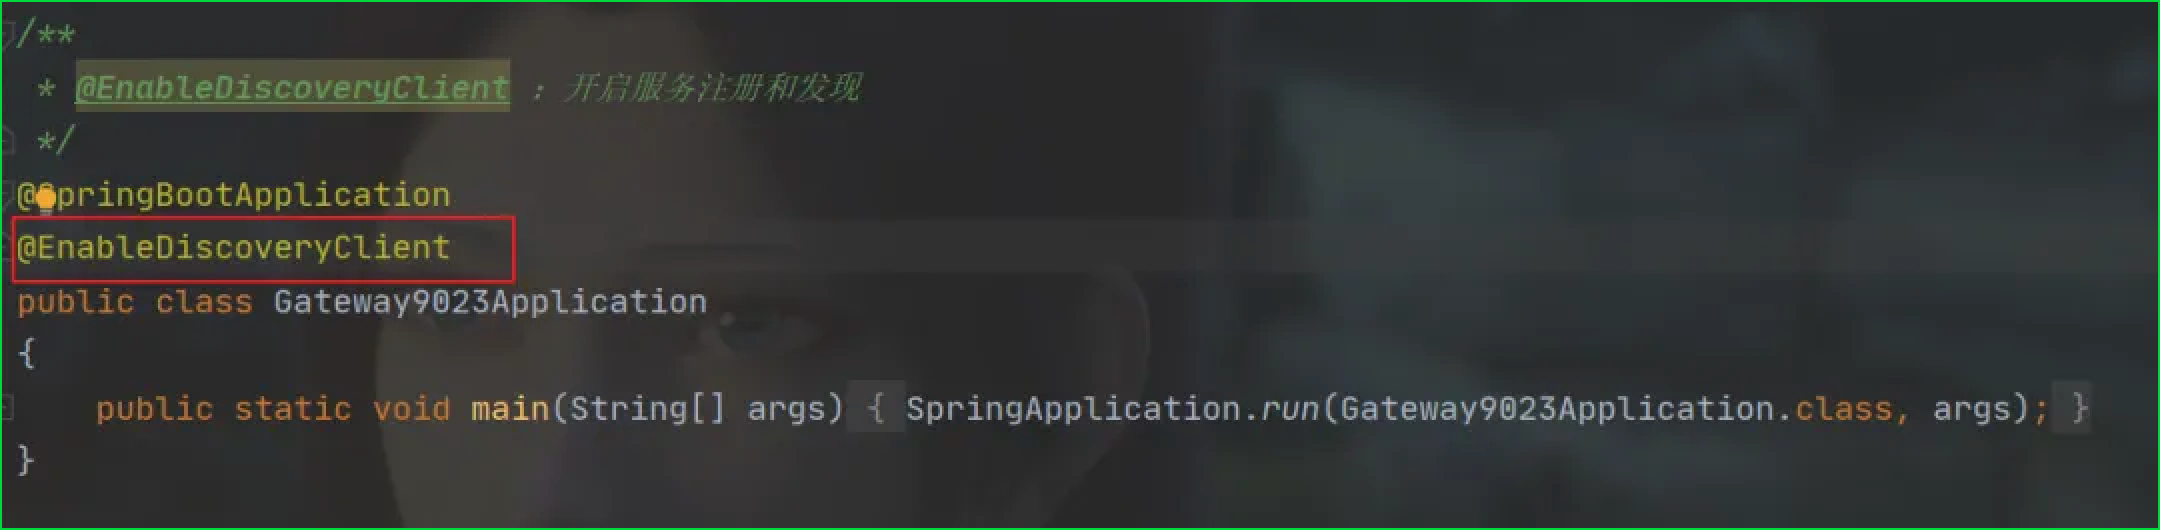 /**
 * @EnableDiscoveryClient : 开启服务注册和发现
 */
@SpringBootApplication
@EnableDiscoveryClient
public class Gateway9023Application
{
    public static void main(String[] args) { SpringApplication.run(Gateway9023Application.class, args); }
}